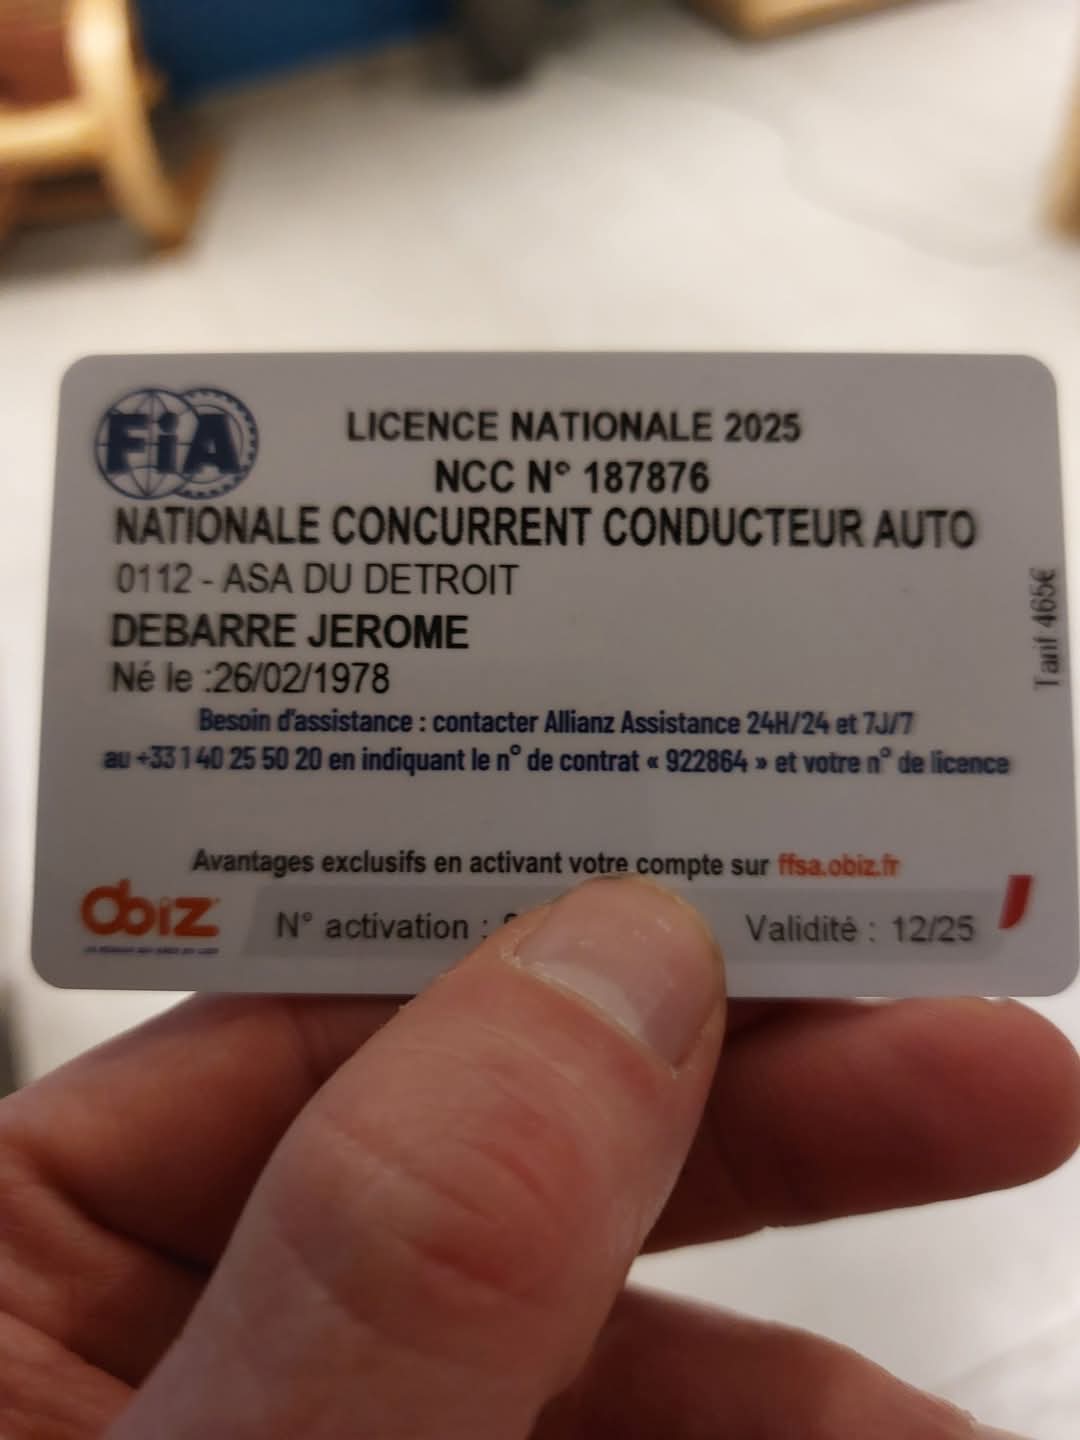 FiA
LICENCE NATIONALE 2025
NCC N° 187876
NATIONALE CONCURRENT CONDUCTEUR AUTO
0112 - ASA DU DETROIT
DEBARRE JEROME
Né le :26/02/1978
Tarif 465€
Besoin d'assistance : contacter Allianz Assistance 24H/24 et 7J/7
au +33 1 40 25 50 20 en indiquant le n° de contrat « 922864 » et votre n° de licence
Avantages exclusifs en activant votre compte sur ffsa.obiz.fr
Obiz
N° activation :
Validité : 12/25